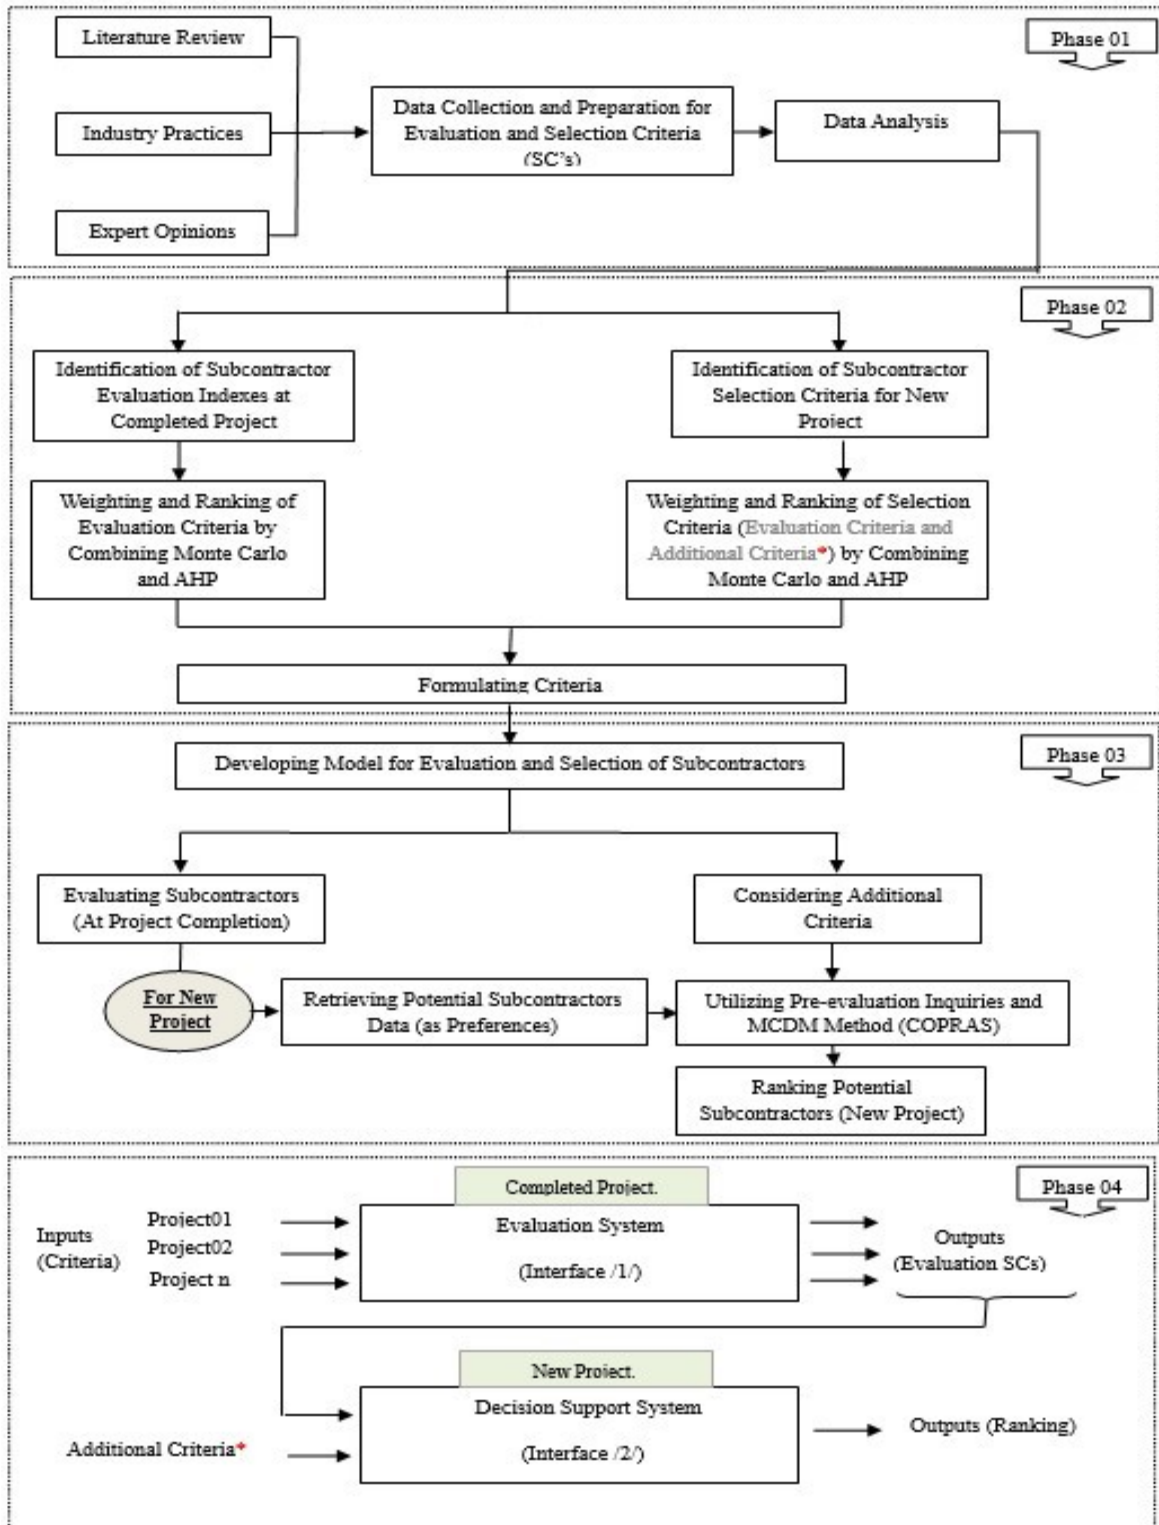 Literature Review
Phase 01
Industry Practices
Data Collection and Preparation for
Evaluation and Selection Criteria
(SC's)
Data Analysis
Expert Opinions
Phase 02
Identification of Subcontractor
Evaluation Indexes at
Completed Project
Identification of Subcontractor
Selection Criteria for New
Project
Weighting and Ranking of
Evaluation Criteria by
Combining Monte Carlo
and AHP
Weighting and Ranking of Selection
Criteria (Evaluation Criteria and
Additional Criteria*) by Combining
Monte Carlo and AHP
Formulating Criteria
Phase 03
Developing Model for Evaluation and Selection of Subcontractors
Evaluating Subcontractors
(At Project Completion)
Considering Additional
Criteria
For New
Project
Retrieving Potential Subcontractors
Data (as Preferences)
Utilizing Pre-evaluation Inquiries and
MCDM Method (COPRAS)
Ranking Potential
Subcontractors (New Project)
Phase 04
Completed Project.
Inputs
(Criteria)
Project01
Project02
Project n
Evaluation System
(Interface /1/)
Outputs
(Evaluation SCs)
New Project.
Decision Support System
(Interface /2/)
Additional Criteria*
Outputs (Ranking)